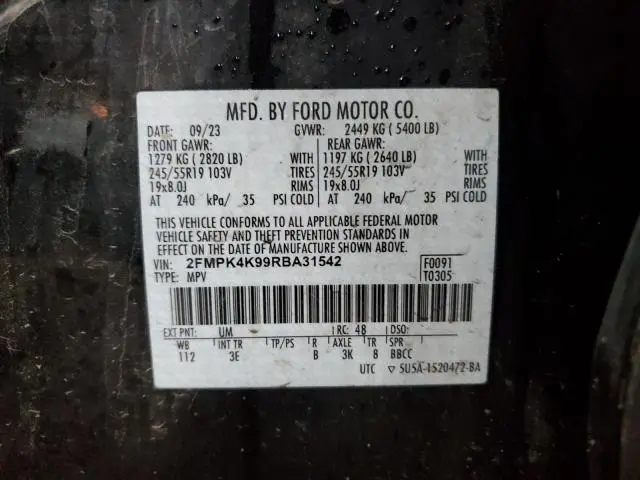 MFD. BY FORD MOTOR CO.
DATE: 09/23 GVWR: 2449 KG ( 5400 LB)
FRONT GAWR: REAR GAWR:
1279 KG ( 2820 LB) WITH 1197 KG ( 2640 LB) WITH
245/55R19 103V TIRES 245/55R19 103V TIRES
19x8.0J RIMS 19x8.0J RIMS
AT 240 kPa/ 35 PSI COLD AT 240 kPa/ 35 PSI COLD
THIS VEHICLE CONFORMS TO ALL APPLICABLE FEDERAL MOTOR
VEHICLE SAFETY AND THEFT PREVENTION STANDARDS IN
EFFECT ON THE DATE OF MANUFACTURE SHOWN ABOVE.
VIN: 2FMPK4K99RBA31542 F0091
TYPE: MPV T0305
EXT PNT: UM RC: 48 DSO:
WB INT TR TP/PS R AXLE TR SPR
112 3E B 3K 8 BBCC
UTC ▽ SU5A-1520472-BA